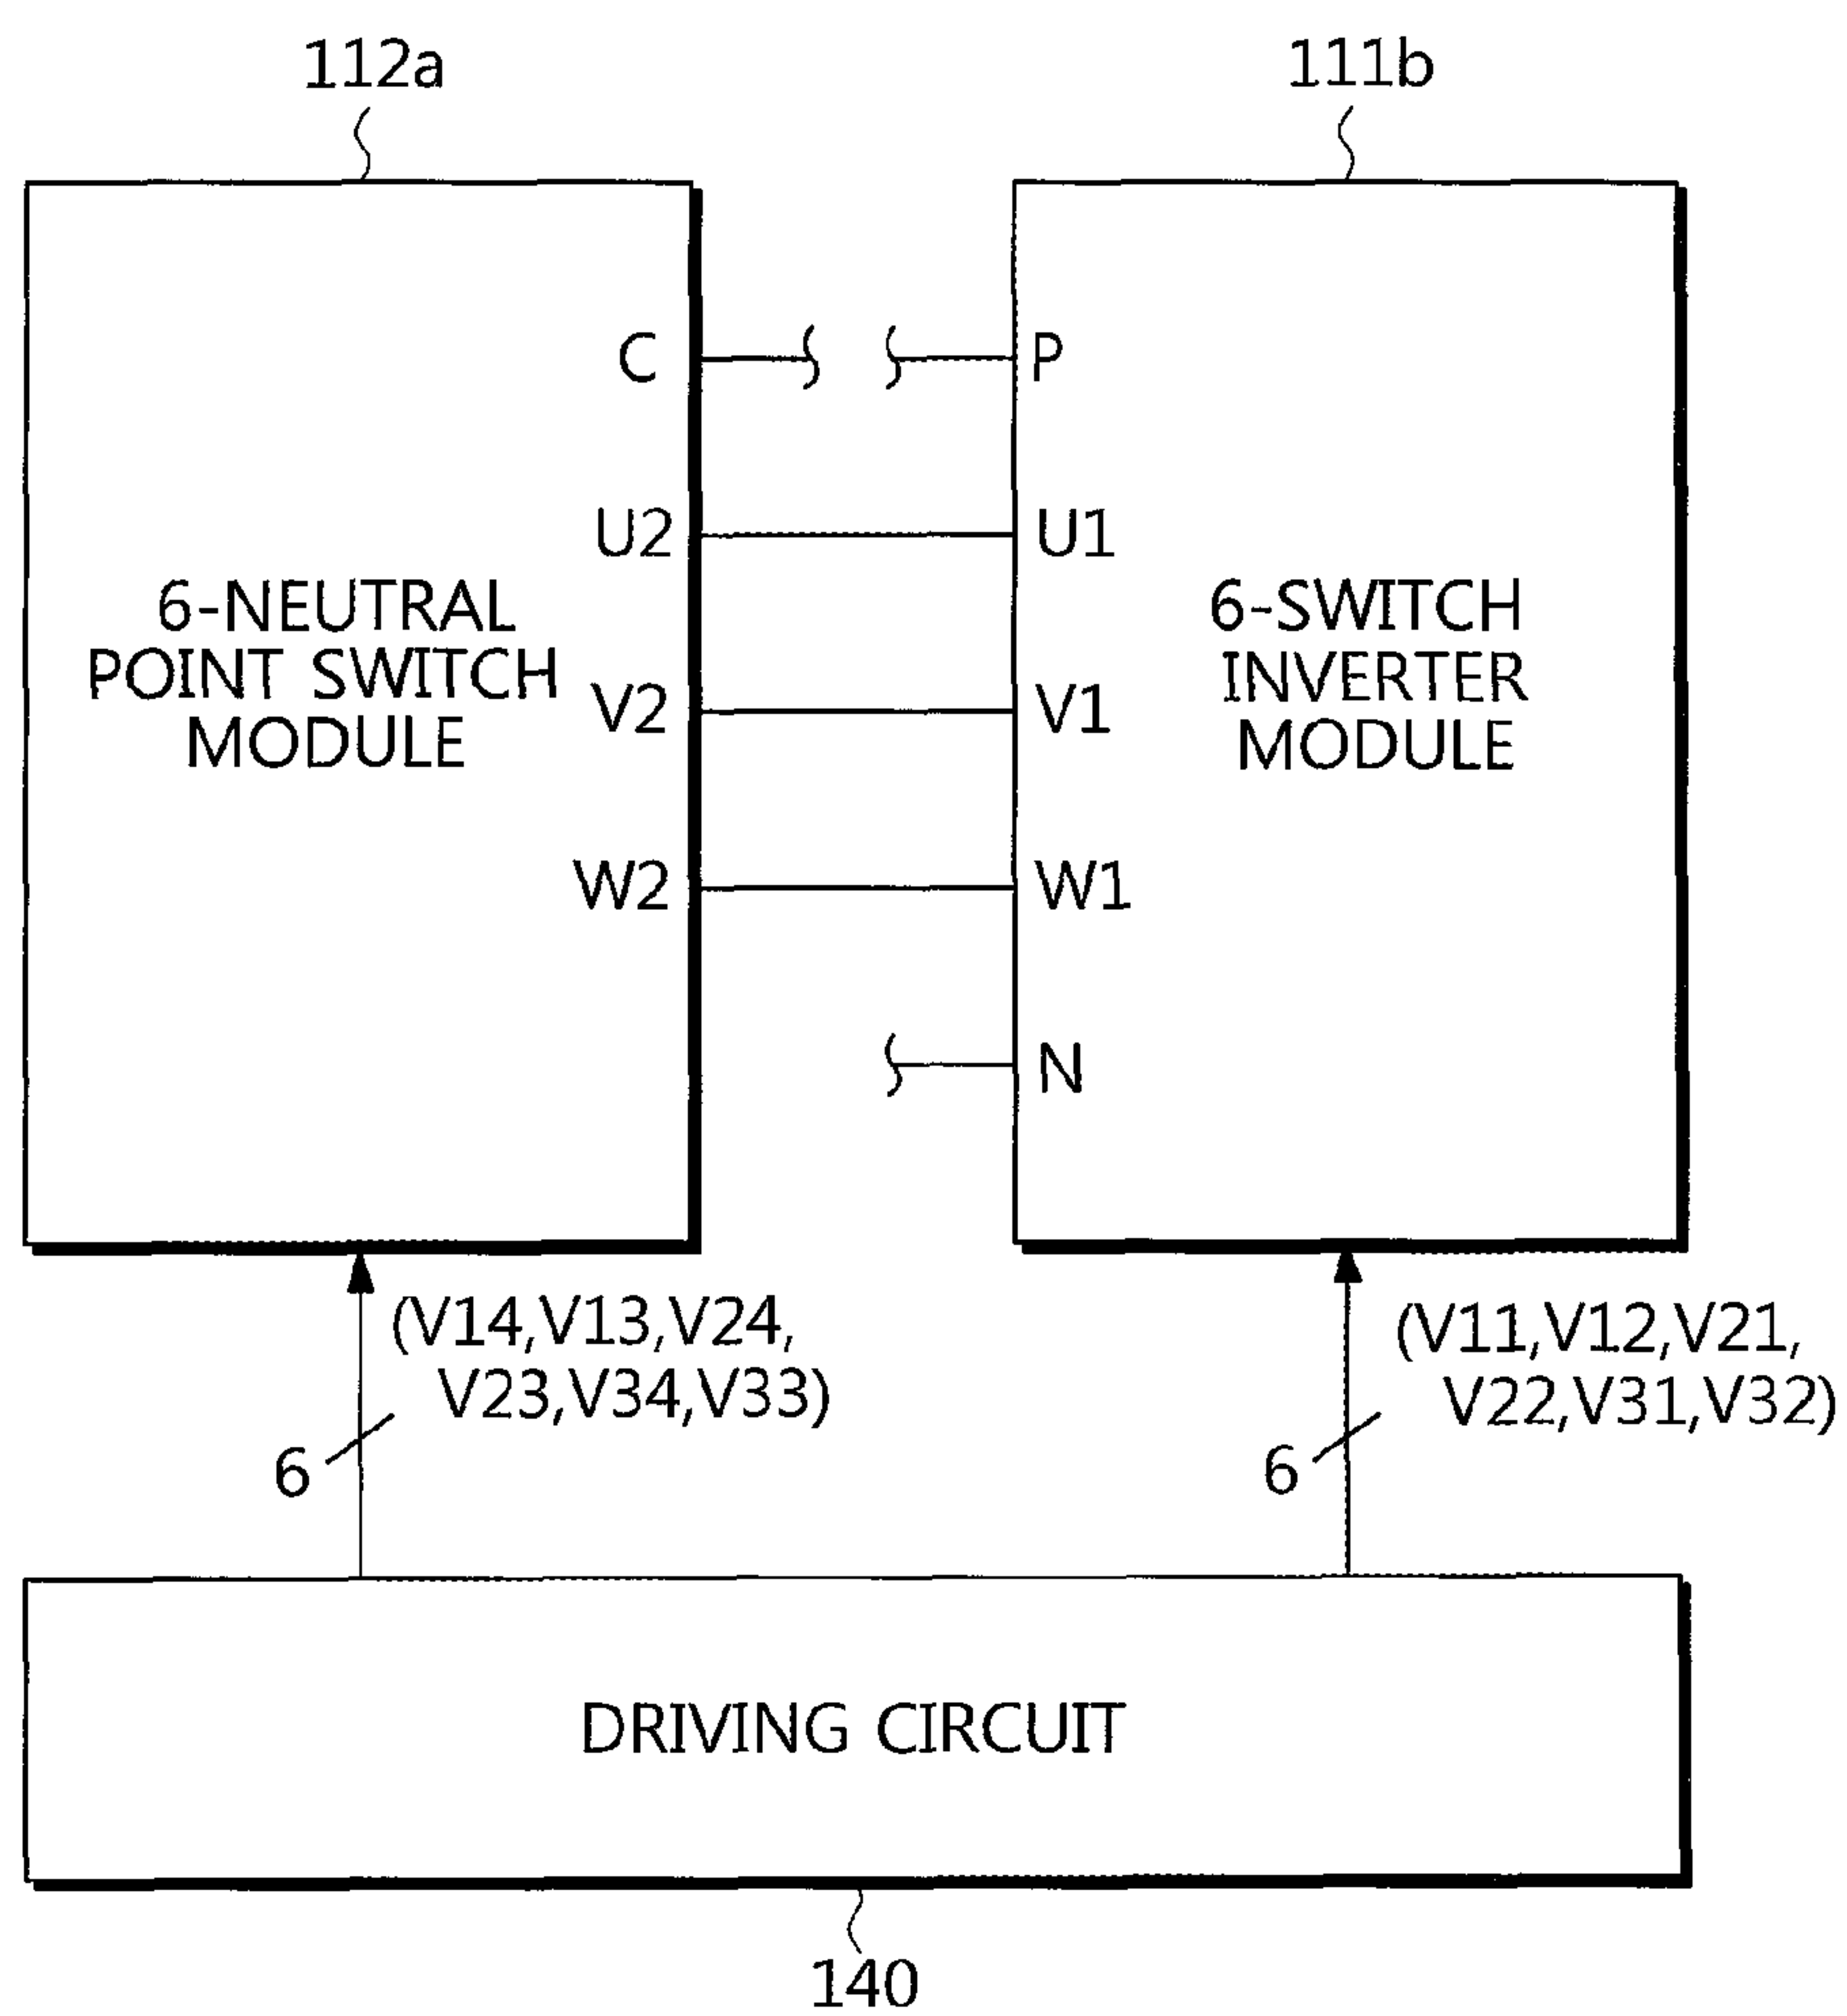 112a
111b
C
P
U2
U1
6-NEUTRAL
POINT SWITCH
MODULE
6-SWITCH
INVERTER
MODULE
V2
V1
W2
W1
N
(V14,V13,V24,
V23,V34,V33)
6
(V11,V12,V21,
V22,V31,V32)
6
DRIVING CIRCUIT
140